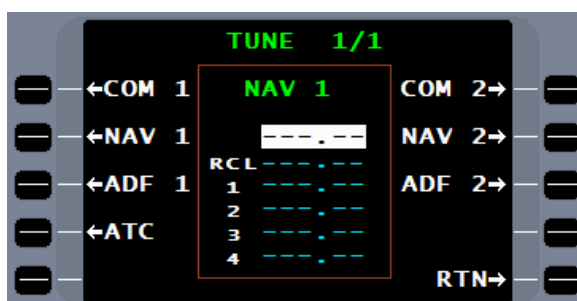 TUNE 1/1
←COM 1 NAV 1 COM 2→
←NAV 1 ---.-- NAV 2→
RCL---.--
←ADF 1 1 ---.-- ADF 2→
2 ---.--
←ATC 3 ---.--
4 ---.--
RTN→